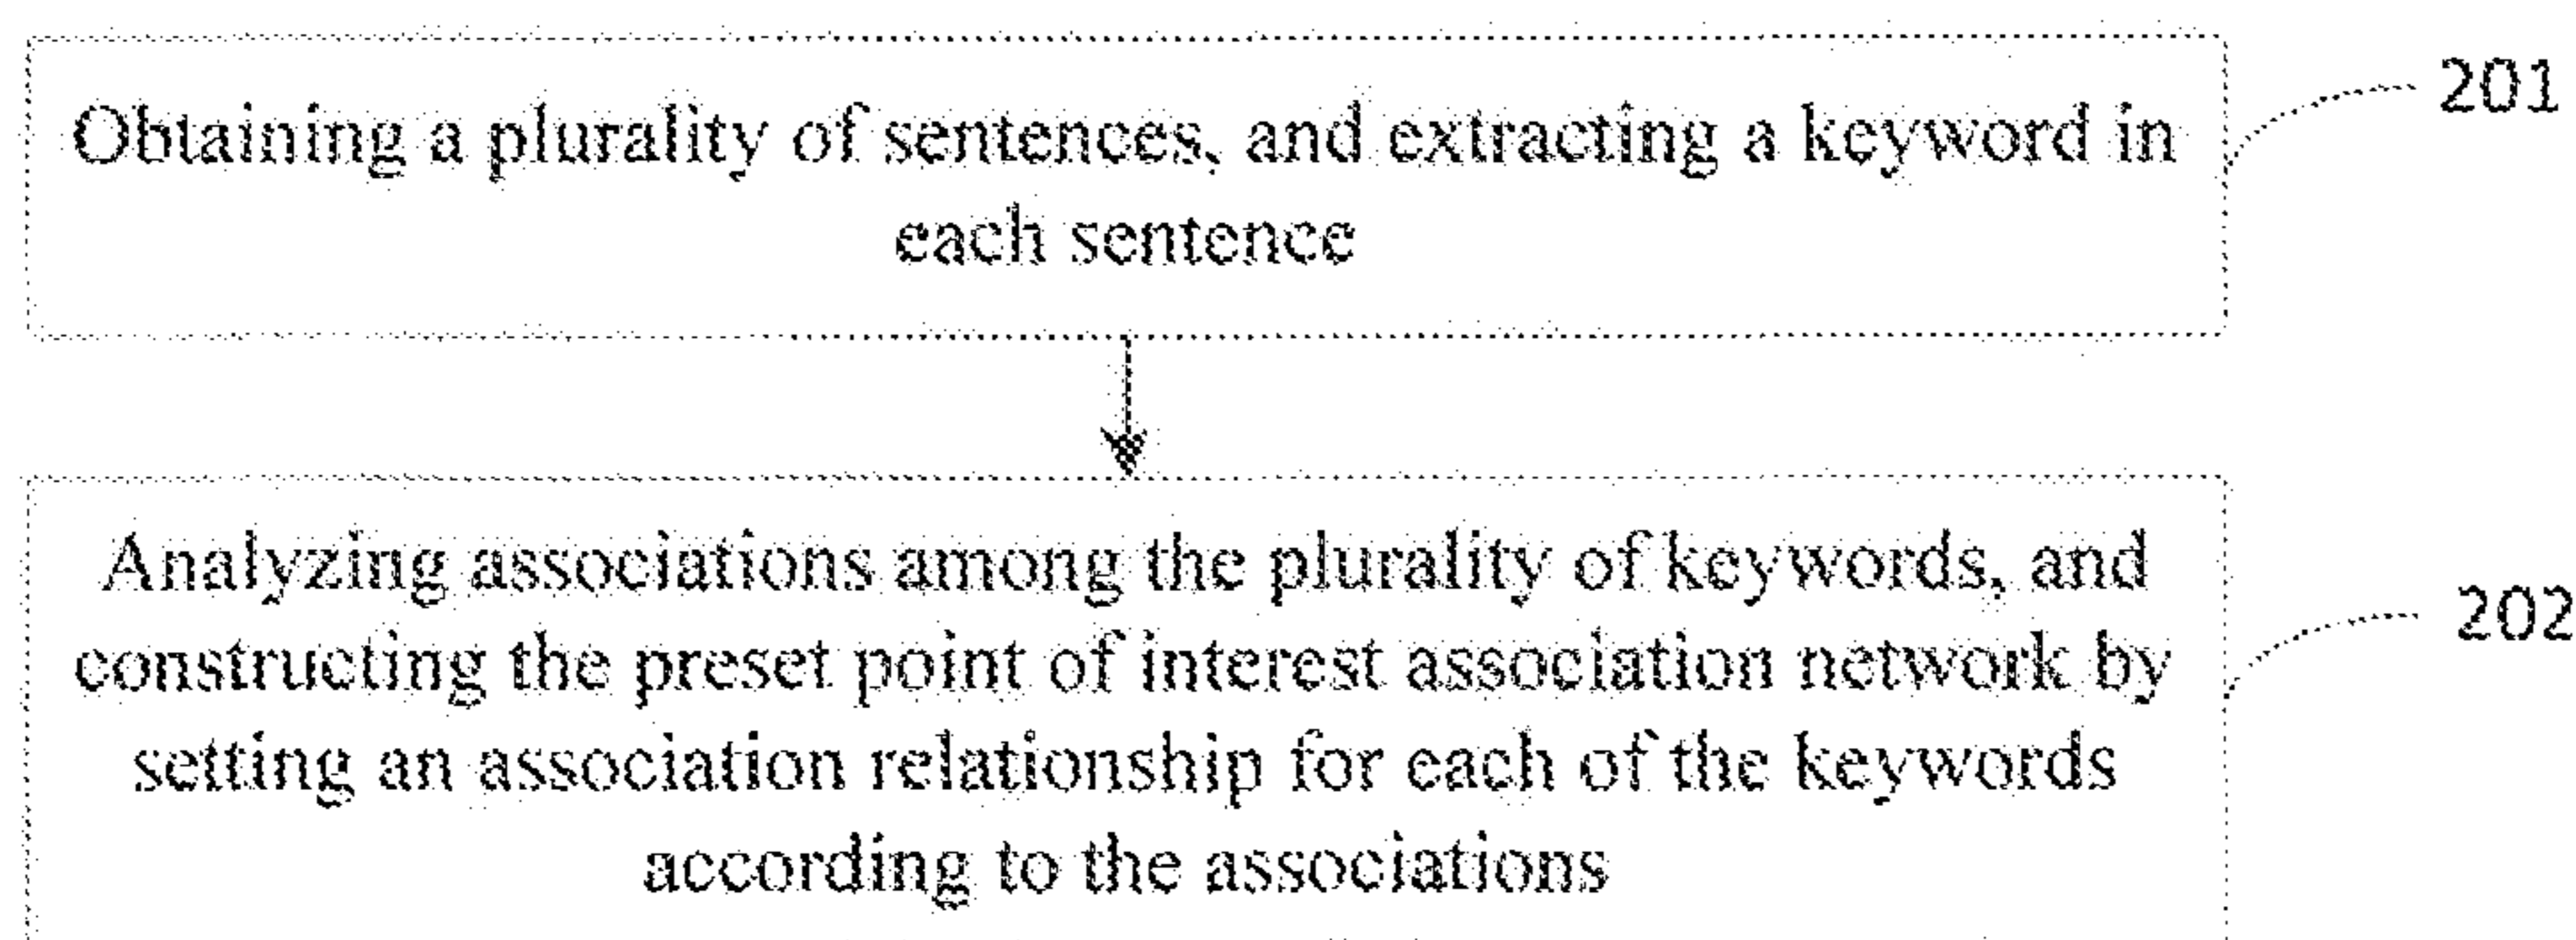 Obtaining a plurality of sentences, and extracting a keyword in
each sentence
201
Analyzing associations among the plurality of keywords, and
constructing the preset point of interest association network by
setting an association relationship for each of the keywords
according to the associations
202